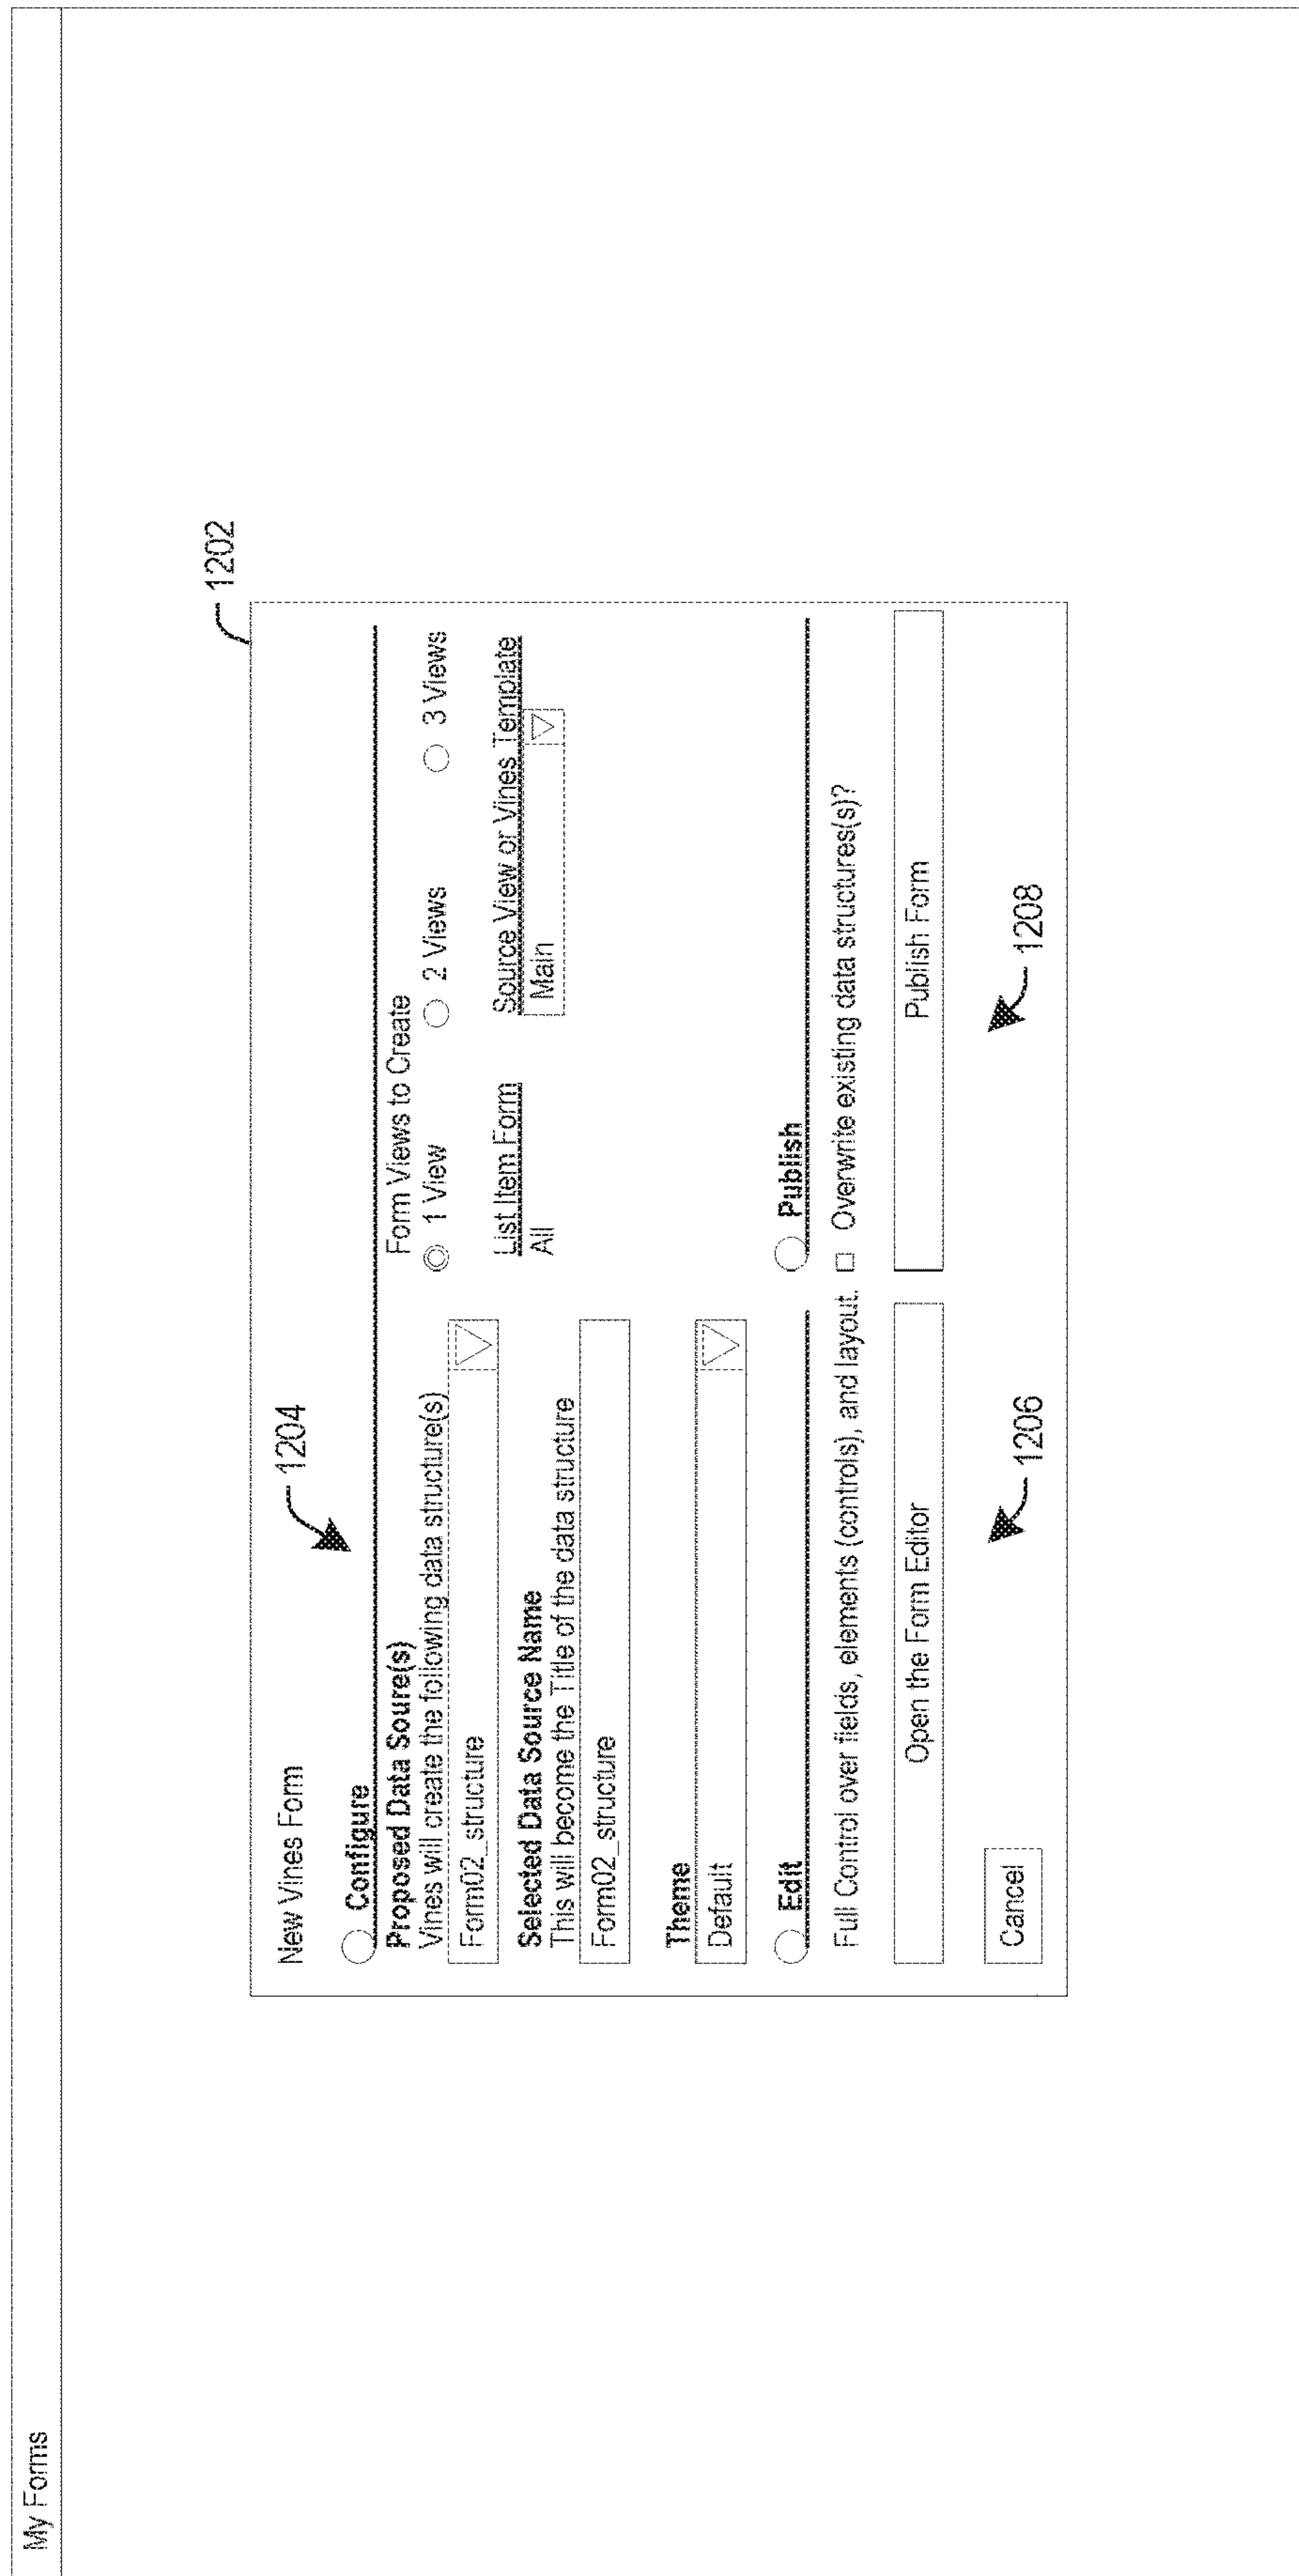 My Forms
1202
New Vines Form
1204
Configure
Proposed Data Soure(s)
Vines will create the following data structure(s)
Form02_structure
Selected Data Source Name
This will become the Title of the data structure
Form02_structure
Theme
Default
Form Views to Create
1 View 2 Views 3 Views
List Item Form Source View or Vines Template
All Main
Edit
Full Control over fields, elements (controls), and layout.
Open the Form Editor
Publish
Overwrite existing data structures(s)?
Publish Form
Cancel
1206
1208